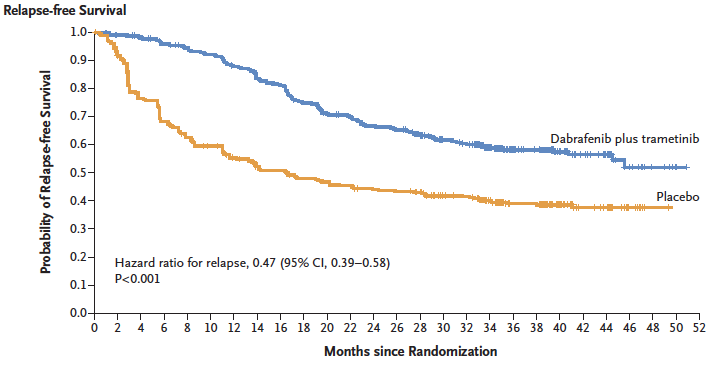 Relapse-free Survival
Probability of Relapse-free Survival
1.0
0.9
0.8
0.7
0.6
0.5
0.4
0.3
0.2
0.1
0.0
Dabrafenib plus trametinib
Placebo
Hazard ratio for relapse, 0.47 (95% CI, 0.39–0.58)
P<0.001
0 2 4 6 8 10 12 14 16 18 20 22 24 26 28 30 32 34 36 38 40 42 44 46 48 50 52
Months since Randomization